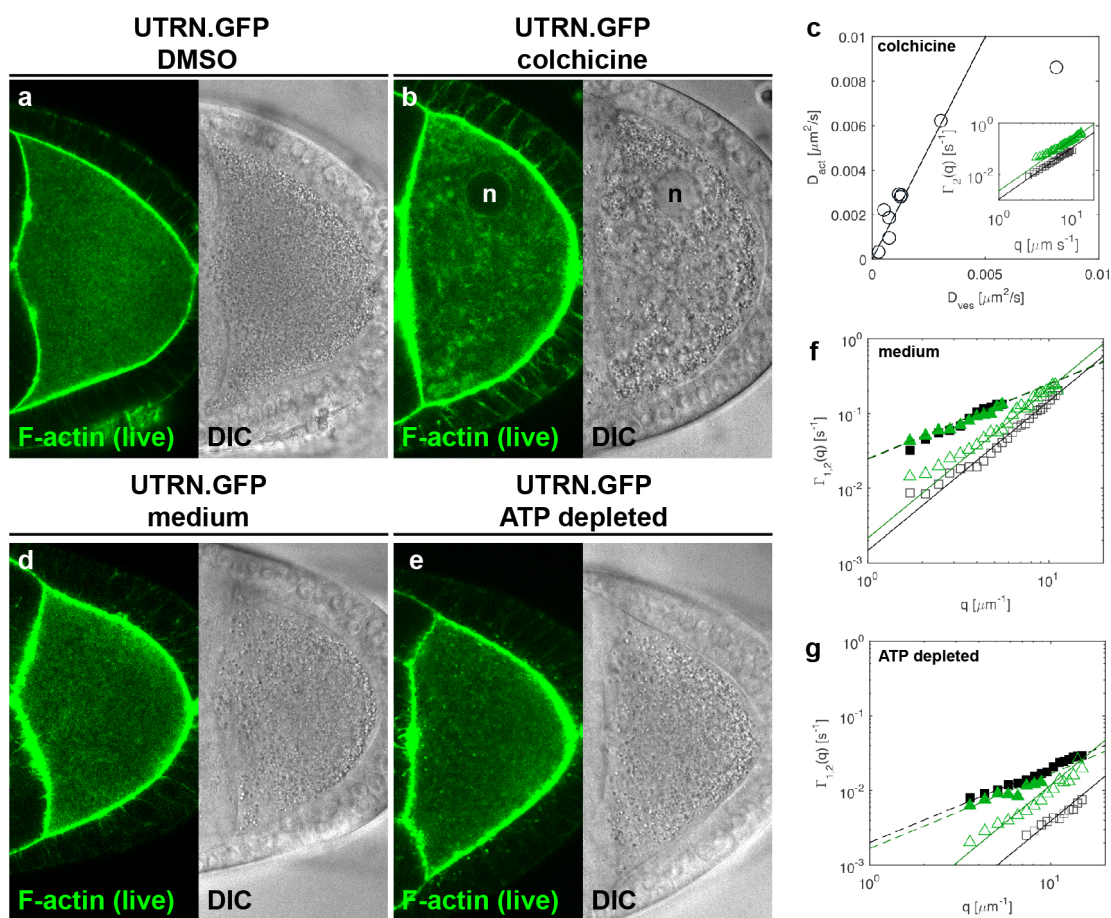 UTRN.GFP
DMSO
a
F-actin (live)
DIC
UTRN.GFP
colchicine
b
n
n
F-actin (live)
DIC
c
colchicine
0.01
0.008
0.006
0.004
0.002
0
D_act [μm²/s]
0
0.005
0.01
D_ves [μm²/s]
10⁰
10⁻²
Γ₂(q) [s⁻¹]
10⁰
10¹
q [μm s⁻¹]
UTRN.GFP
medium
d
F-actin (live)
DIC
UTRN.GFP
ATP depleted
e
F-actin (live)
DIC
f
medium
10⁰
10⁻¹
10⁻²
10⁻³
Γ₁,₂(q) [s⁻¹]
10⁰
10¹
q [μm⁻¹]
g
ATP depleted
10⁰
10⁻¹
10⁻²
10⁻³
Γ₁,₂(q) [s⁻¹]
10⁰
10¹
q [μm⁻¹]